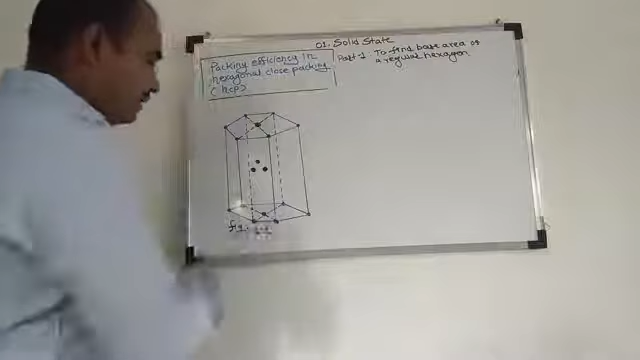 01. Solid State
Packing efficiency in
hexagonal close packing
(hcp)
Part-1 To find base area of
a regular hexagon
fig.